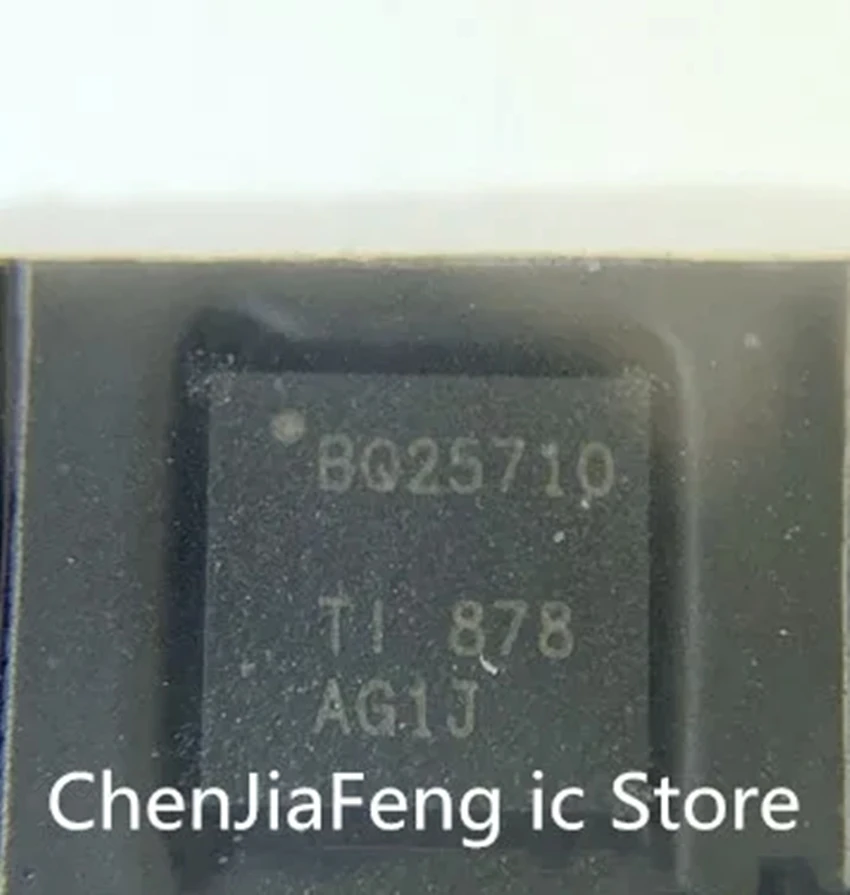 BQ25710
TI 878
AG1J
ChenJiaFeng ic Store